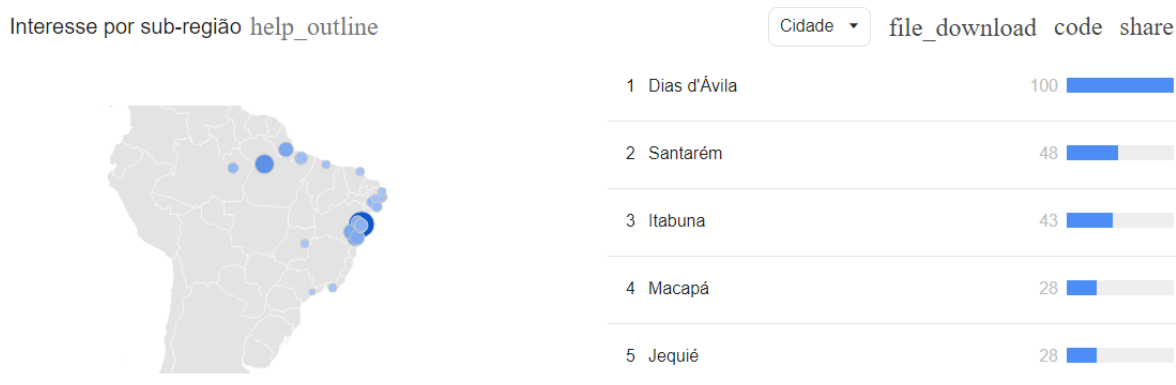 Interesse por sub-região help_outline
Cidade file_download code share
1 Dias d'Ávila 100
2 Santarém 48
3 Itabuna 43
4 Macapá 28
5 Jequié 28